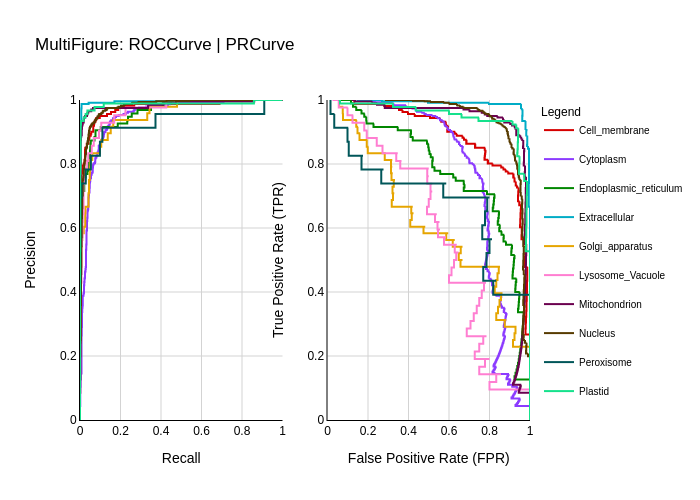 MultiFigure: ROCCurve | PRCurve
1
0.8
0.6
0.4
0.2
0
0
0.2
0.4
0.6
0.8
1
Precision
Recall
1
0.8
0.6
0.4
0.2
0
0
0.2
0.4
0.6
0.8
1
True Positive Rate (TPR)
False Positive Rate (FPR)
Legend
Cell_membrane
Cytoplasm
Endoplasmic_reticulum
Extracellular
Golgi_apparatus
Lysosome_Vacuole
Mitochondrion
Nucleus
Peroxisome
Plastid